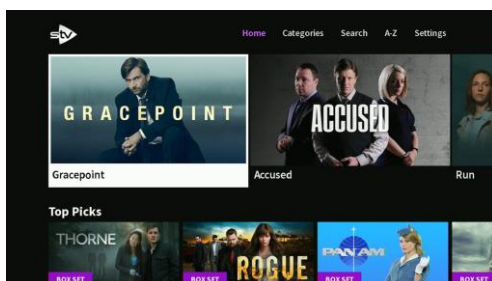 stv
Home Categories Search A-Z Settings
GRACEPOINT
ACCUSED
Gracepoint Accused Run
Top Picks
THORNE
ROGUE
PAN AM
BOX SET BOX SET BOX SET BOX SET